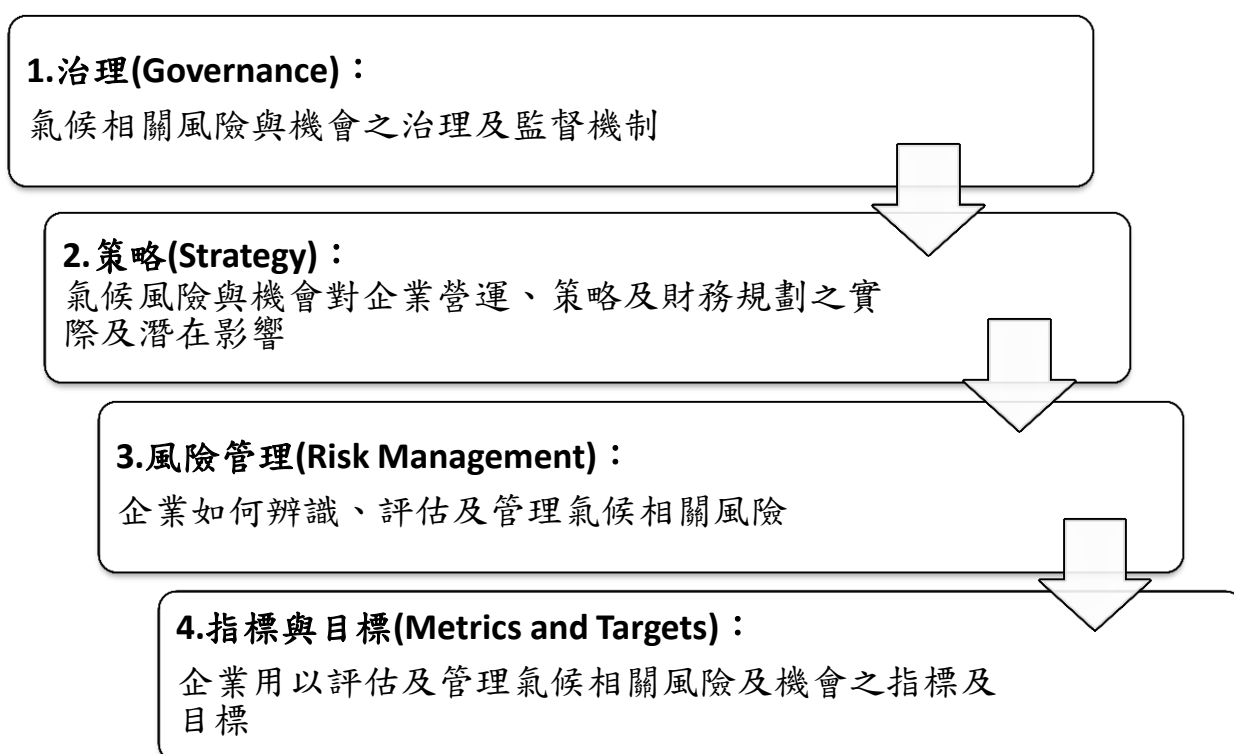 1.治理(Governance)：
氣候相關風險與機會之治理及監督機制
2.策略(Strategy)：
氣候風險與機會對企業營運、策略及財務規劃之實
際及潛在影響
3.風險管理(Risk Management)：
企業如何辨識、評估及管理氣候相關風險
4.指標與目標(Metrics and Targets)：
企業用以評估及管理氣候相關風險及機會之指標及
目標